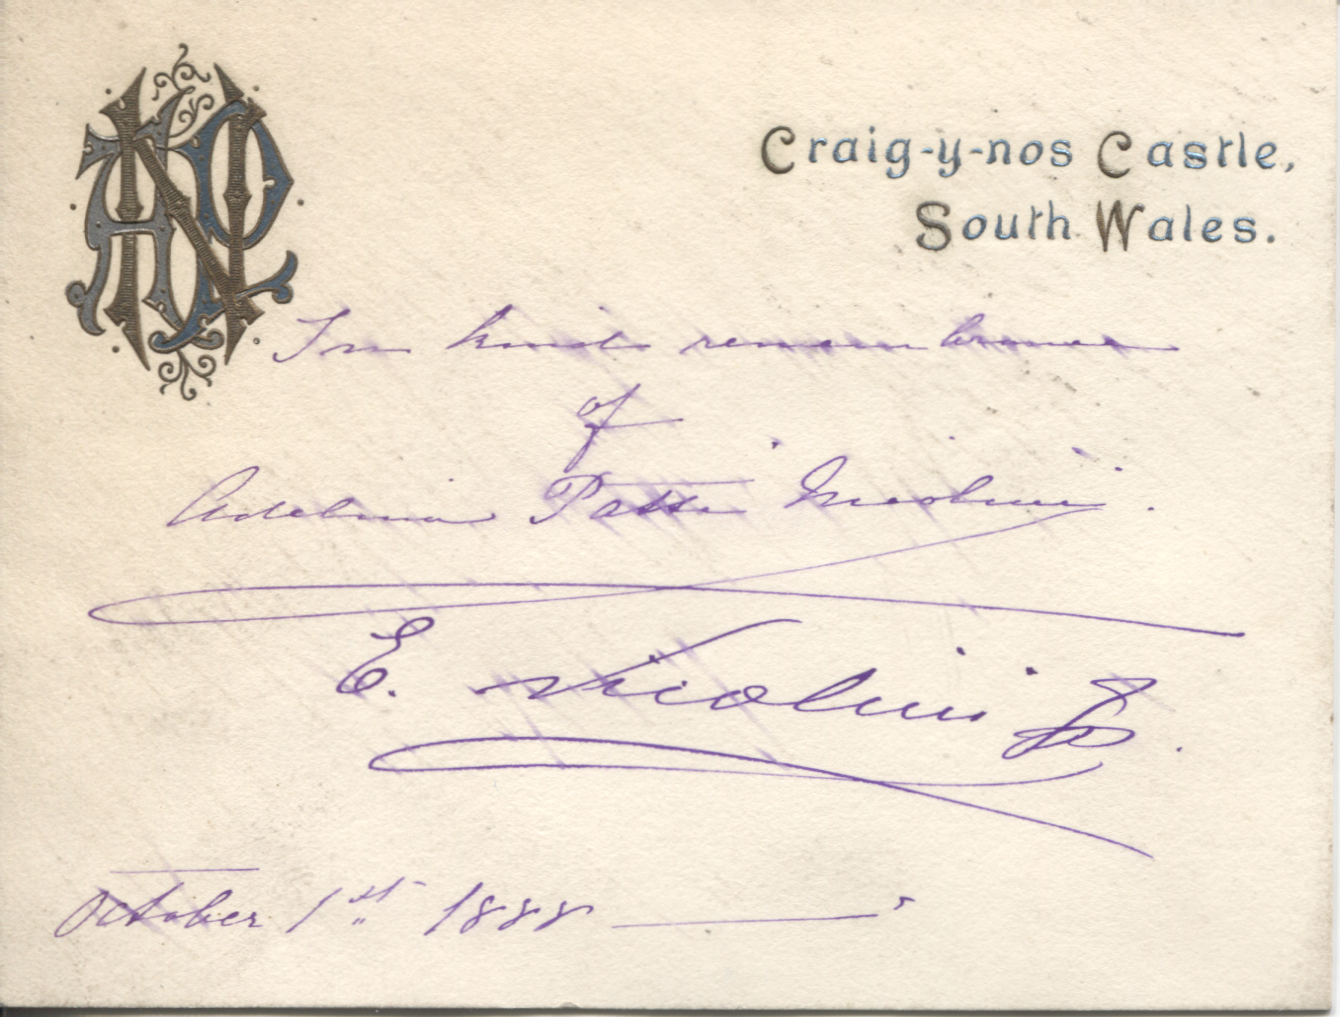 Craig-y-nos Castle,
South Wales.
In kind remembrance
of
Adelina Patti Nicolini.
E. Nicolini
October 1st 1888